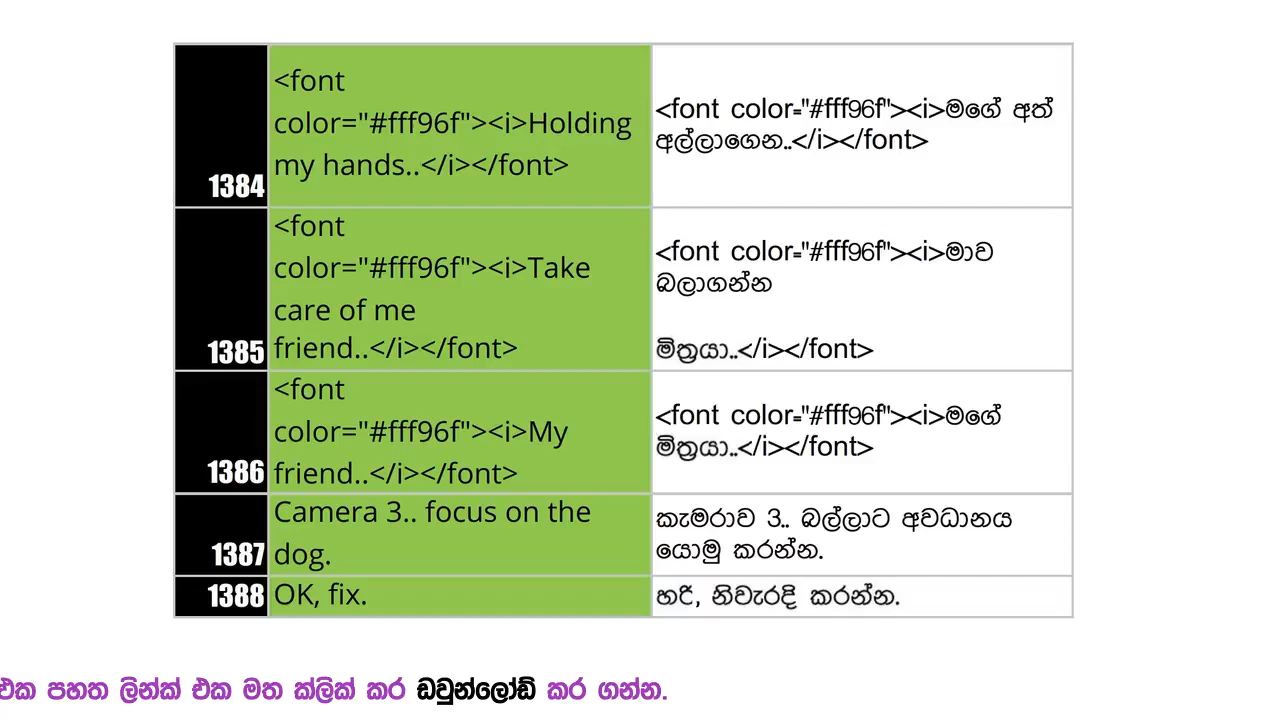 <font
color="#fff96f"><i>Holding
my hands..</i></font>
<font color="#fff96f"><i>මගේ අත්
අල්ලාගෙන..</i></font>
1384
<font
color="#fff96f"><i>Take
care of me
friend..</i></font>
<font color="#fff96f"><i>මාව
බලාගන්න
මිත්‍රයා..</i></font>
1385
<font
color="#fff96f"><i>My
friend..</i></font>
<font color="#fff96f"><i>මගේ
මිත්‍රයා..</i></font>
1386
Camera 3.. focus on the
dog.
කැමරාව 3.. බල්ලාට අවධානය
යොමු කරන්න.
1387
1388
OK, fix.
හරි, නිවැරදි කරන්න.
එක පහත ලින්ක් එක මත ක්ලික් කර ඩවුන්ලෝඩ් කර ගන්න.